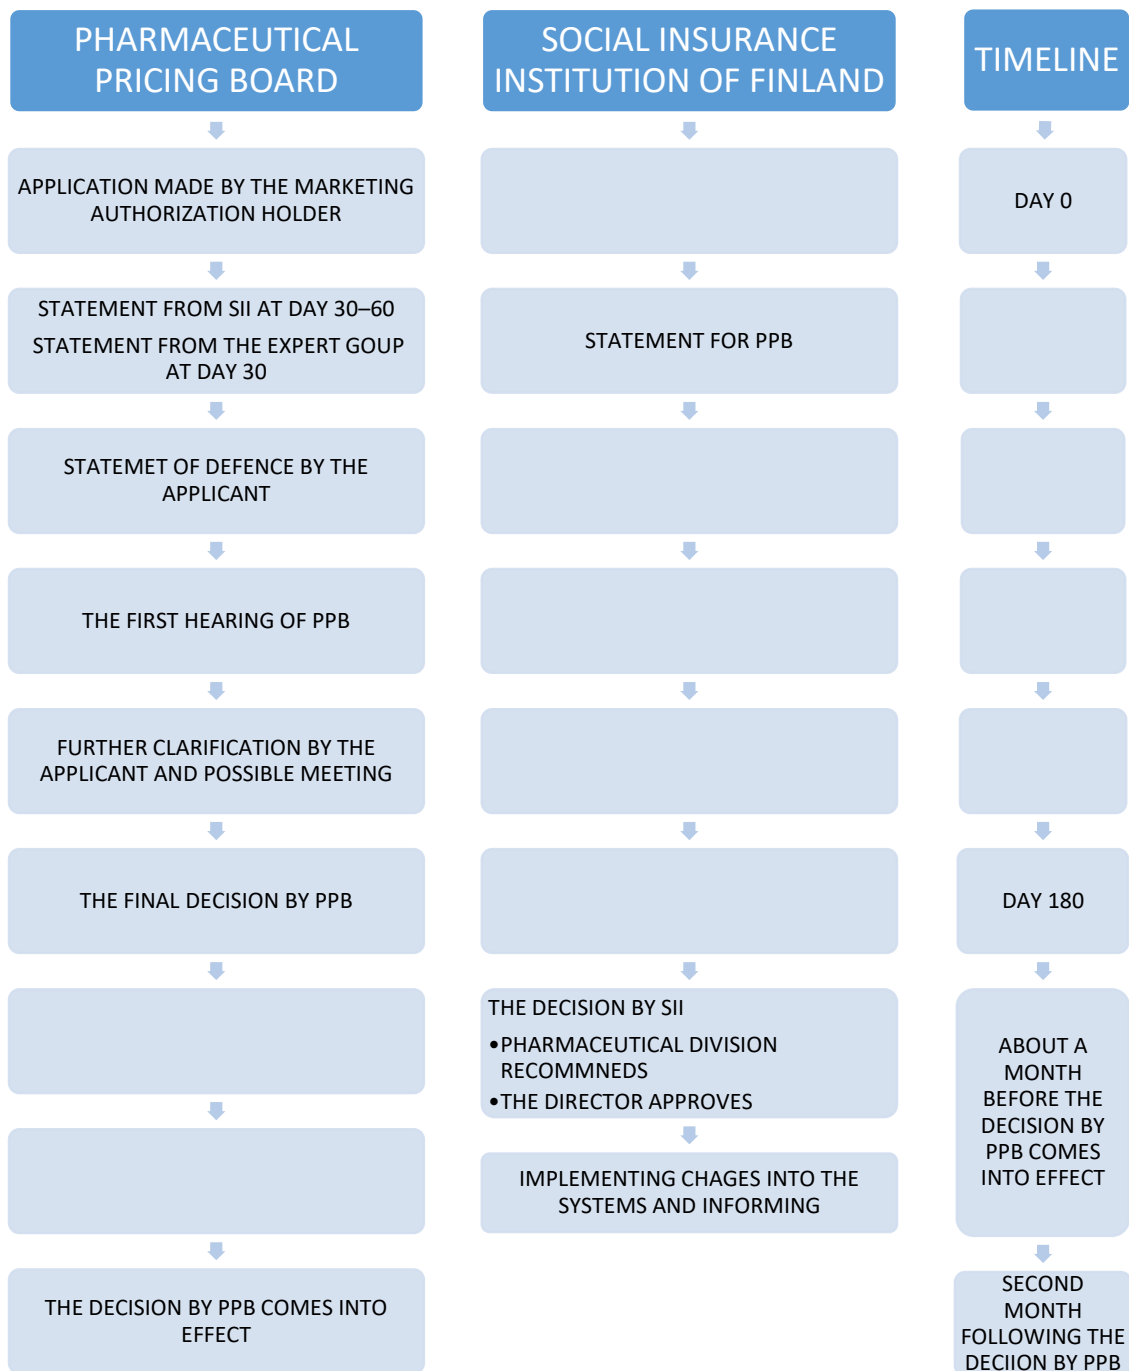 PHARMACEUTICAL
PRICING BOARD
SOCIAL INSURANCE
INSTITUTION OF FINLAND
TIMELINE
APPLICATION MADE BY THE MARKETING
AUTHORIZATION HOLDER
DAY 0
STATEMENT FROM SII AT DAY 30–60
STATEMENT FROM THE EXPERT GOUP
AT DAY 30
STATEMENT FOR PPB
STATEMET OF DEFENCE BY THE
APPLICANT
THE FIRST HEARING OF PPB
FURTHER CLARIFICATION BY THE
APPLICANT AND POSSIBLE MEETING
THE FINAL DECISION BY PPB
DAY 180
THE DECISION BY SII
•PHARMACEUTICAL DIVISION
RECOMMNEDS
•THE DIRECTOR APPROVES
IMPLEMENTING CHAGES INTO THE
SYSTEMS AND INFORMING
ABOUT A
MONTH
BEFORE THE
DECISION BY
PPB COMES
INTO EFFECT
THE DECISION BY PPB COMES INTO
EFFECT
SECOND
MONTH
FOLLOWING THE
DECIION BY PPB